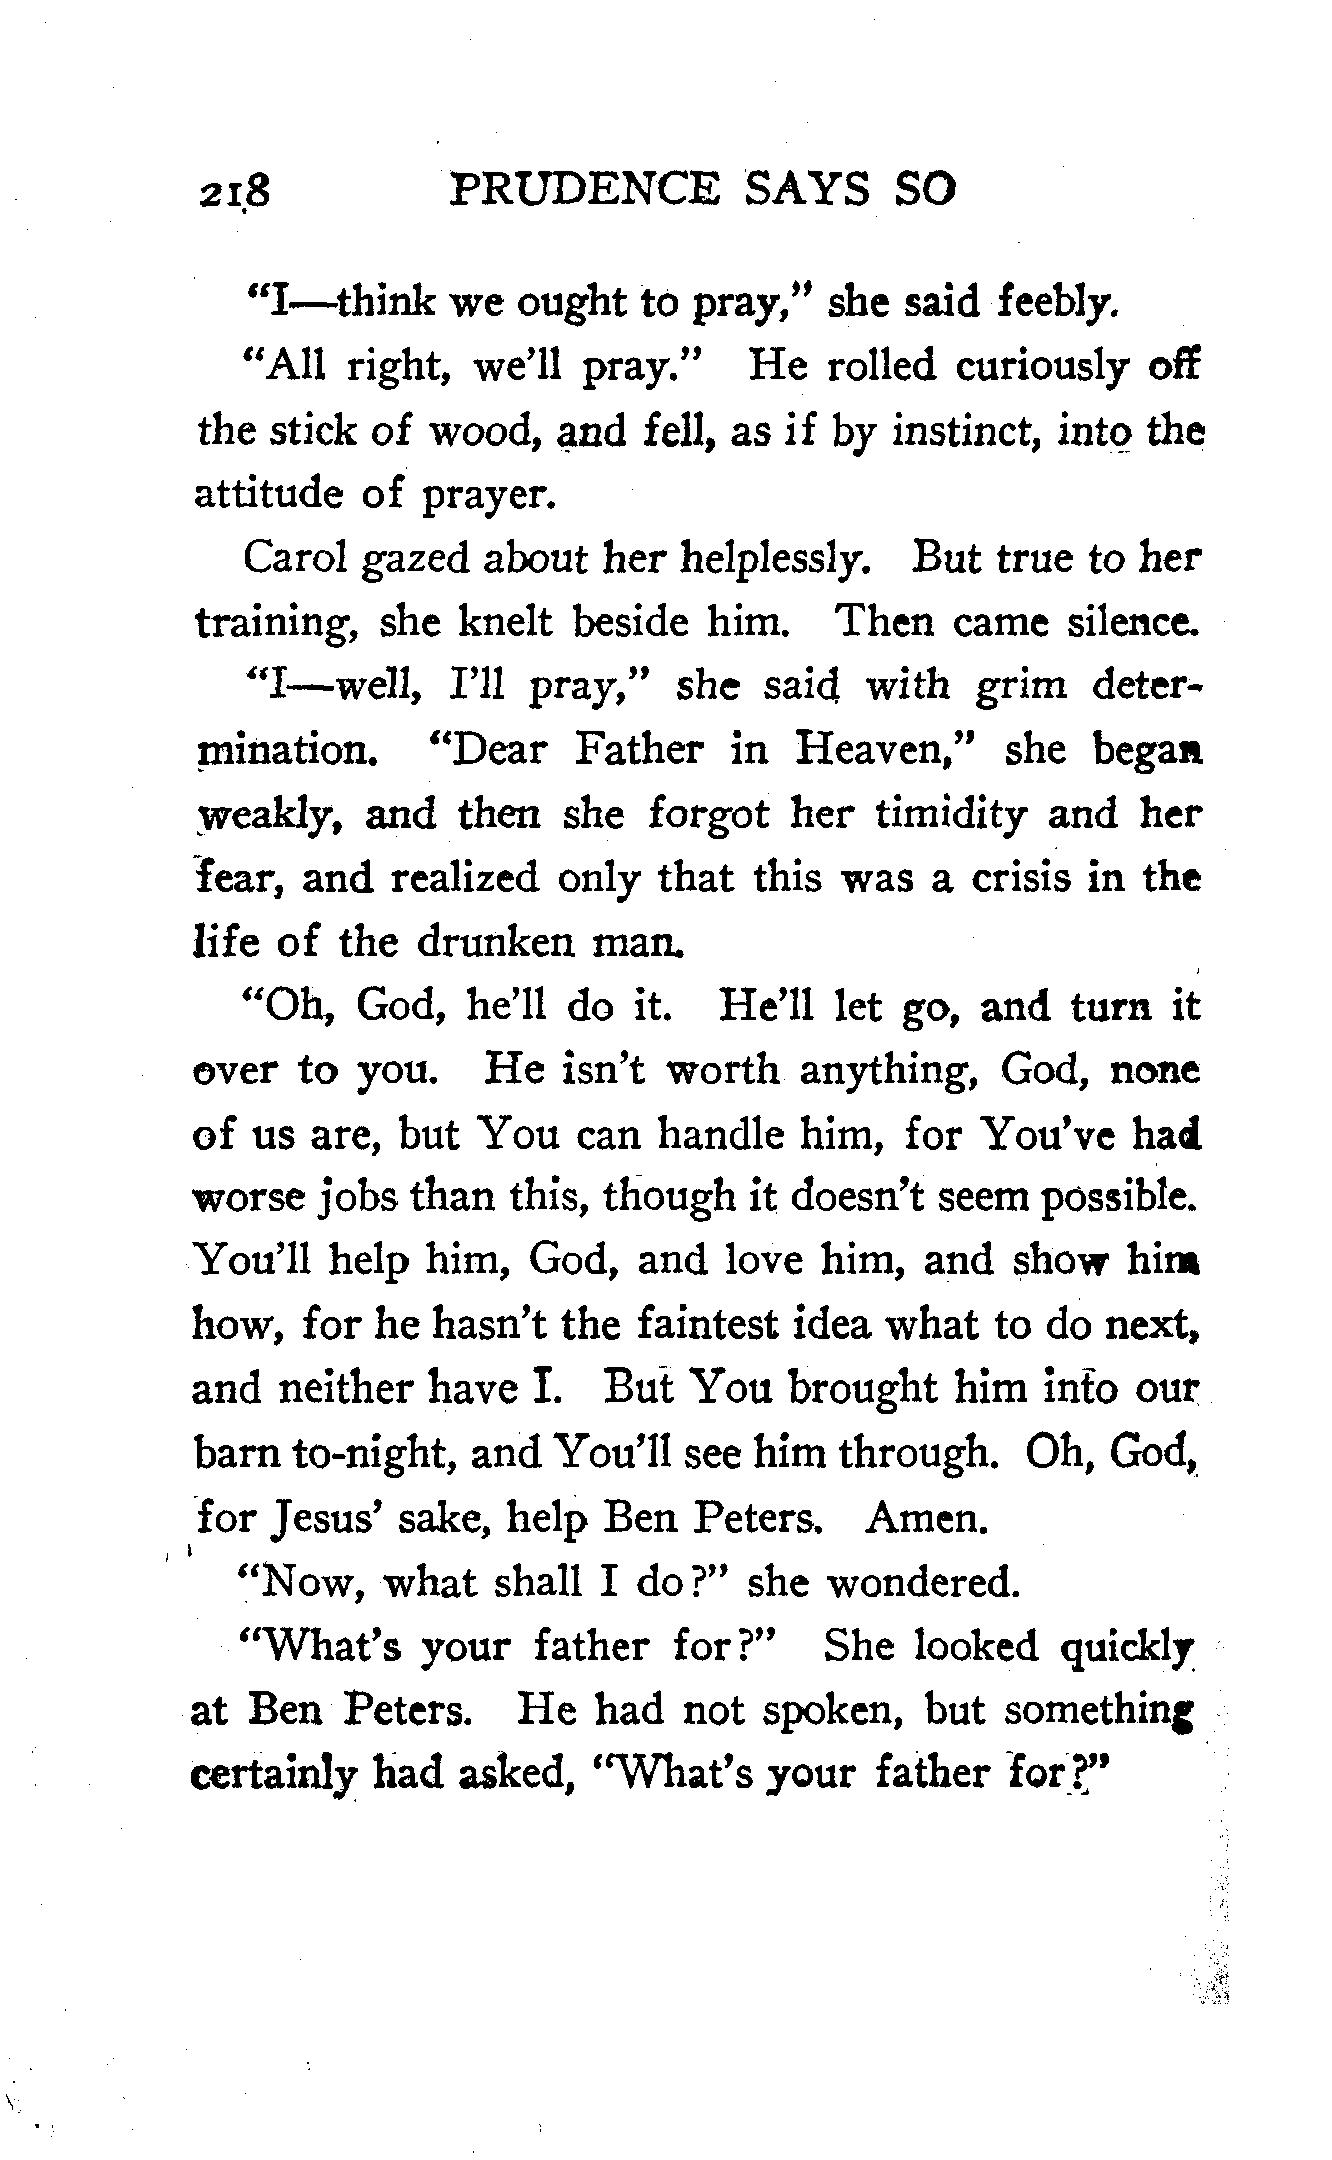 218 PRUDENCE SAYS SO
"I—think we ought to pray," she said feebly.
"All right, we'll pray." He rolled curiously off
the stick of wood, and fell, as if by instinct, into the
attitude of prayer.
Carol gazed about her helplessly. But true to her
training, she knelt beside him. Then came silence.
"I—well, I'll pray," she said with grim deter-
mination. "Dear Father in Heaven," she began
weakly, and then she forgot her timidity and her
fear, and realized only that this was a crisis in the
life of the drunken man.
"Oh, God, he'll do it. He'll let go, and turn it
over to you. He isn't worth anything, God, none
of us are, but You can handle him, for You've had
worse jobs than this, though it doesn't seem possible.
You'll help him, God, and love him, and show him
how, for he hasn't the faintest idea what to do next,
and neither have I. But You brought him into our
barn to-night, and You'll see him through. Oh, God,
for Jesus' sake, help Ben Peters. Amen.
"Now, what shall I do?" she wondered.
"What's your father for?" She looked quickly
at Ben Peters. He had not spoken, but something
certainly had asked, "What's your father for?"